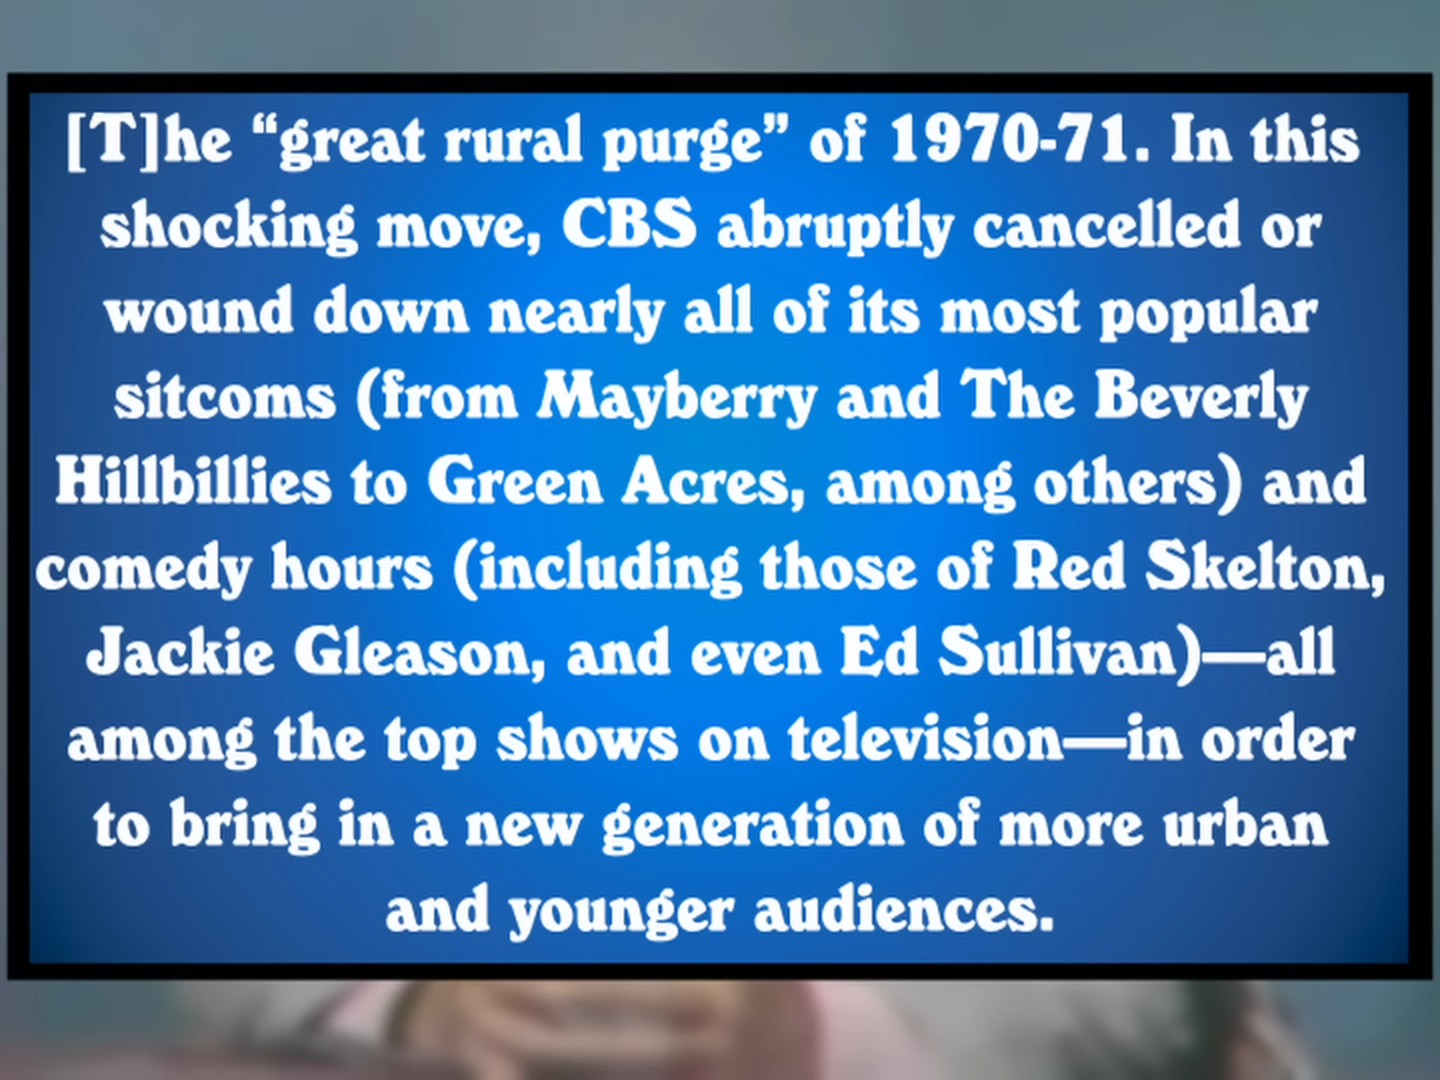 [T]he “great rural purge” of 1970-71. In this
shocking move, CBS abruptly cancelled or
wound down nearly all of its most popular
sitcoms (from Mayberry and The Beverly
Hillbillies to Green Acres, among others) and
comedy hours (including those of Red Skelton,
Jackie Gleason, and even Ed Sullivan)—all
among the top shows on television—in order
to bring in a new generation of more urban
and younger audiences.